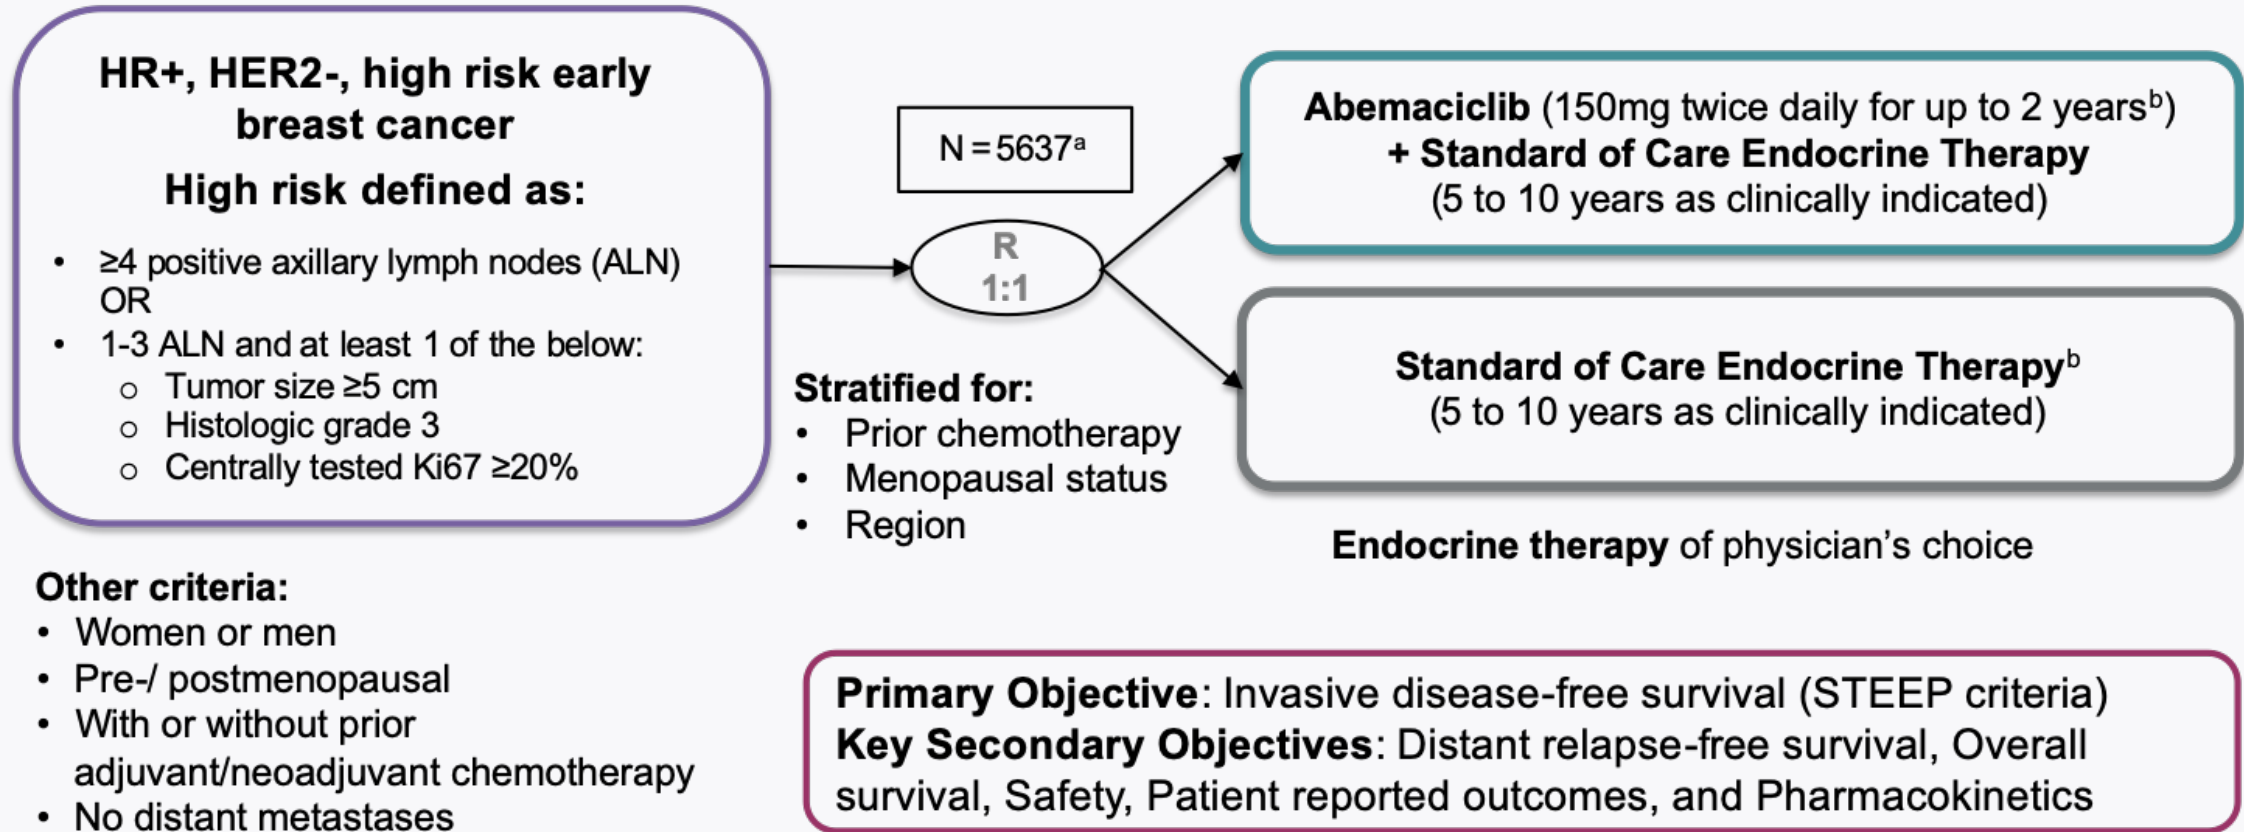 HR+, HER2-, high risk early
breast cancer
High risk defined as:
• ≥4 positive axillary lymph nodes (ALN)
OR
• 1-3 ALN and at least 1 of the below:
o Tumor size ≥5 cm
o Histologic grade 3
o Centrally tested Ki67 ≥20%
Other criteria:
• Women or men
• Pre-/ postmenopausal
• With or without prior
adjuvant/neoadjuvant chemotherapy
• No distant metastases
N = 5637ᵃ
R
1:1
Stratified for:
• Prior chemotherapy
• Menopausal status
• Region
Abemaciclib (150mg twice daily for up to 2 yearsᵇ)
+ Standard of Care Endocrine Therapy
(5 to 10 years as clinically indicated)
Standard of Care Endocrine Therapyᵇ
(5 to 10 years as clinically indicated)
Endocrine therapy of physician’s choice
Primary Objective: Invasive disease-free survival (STEEP criteria)
Key Secondary Objectives: Distant relapse-free survival, Overall
survival, Safety, Patient reported outcomes, and Pharmacokinetics